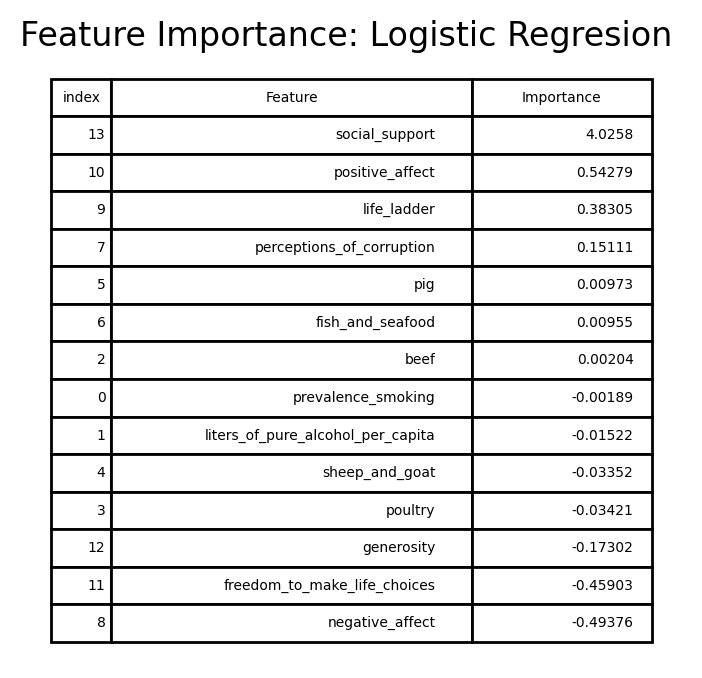 Feature Importance: Logistic Regresion
index Feature Importance
13 social_support 4.0258
10 positive_affect 0.54279
9 life_ladder 0.38305
7 perceptions_of_corruption 0.15111
5 pig 0.00973
6 fish_and_seafood 0.00955
2 beef 0.00204
0 prevalence_smoking -0.00189
1 liters_of_pure_alcohol_per_capita -0.01522
4 sheep_and_goat -0.03352
3 poultry -0.03421
12 generosity -0.17302
11 freedom_to_make_life_choices -0.45903
8 negative_affect -0.49376